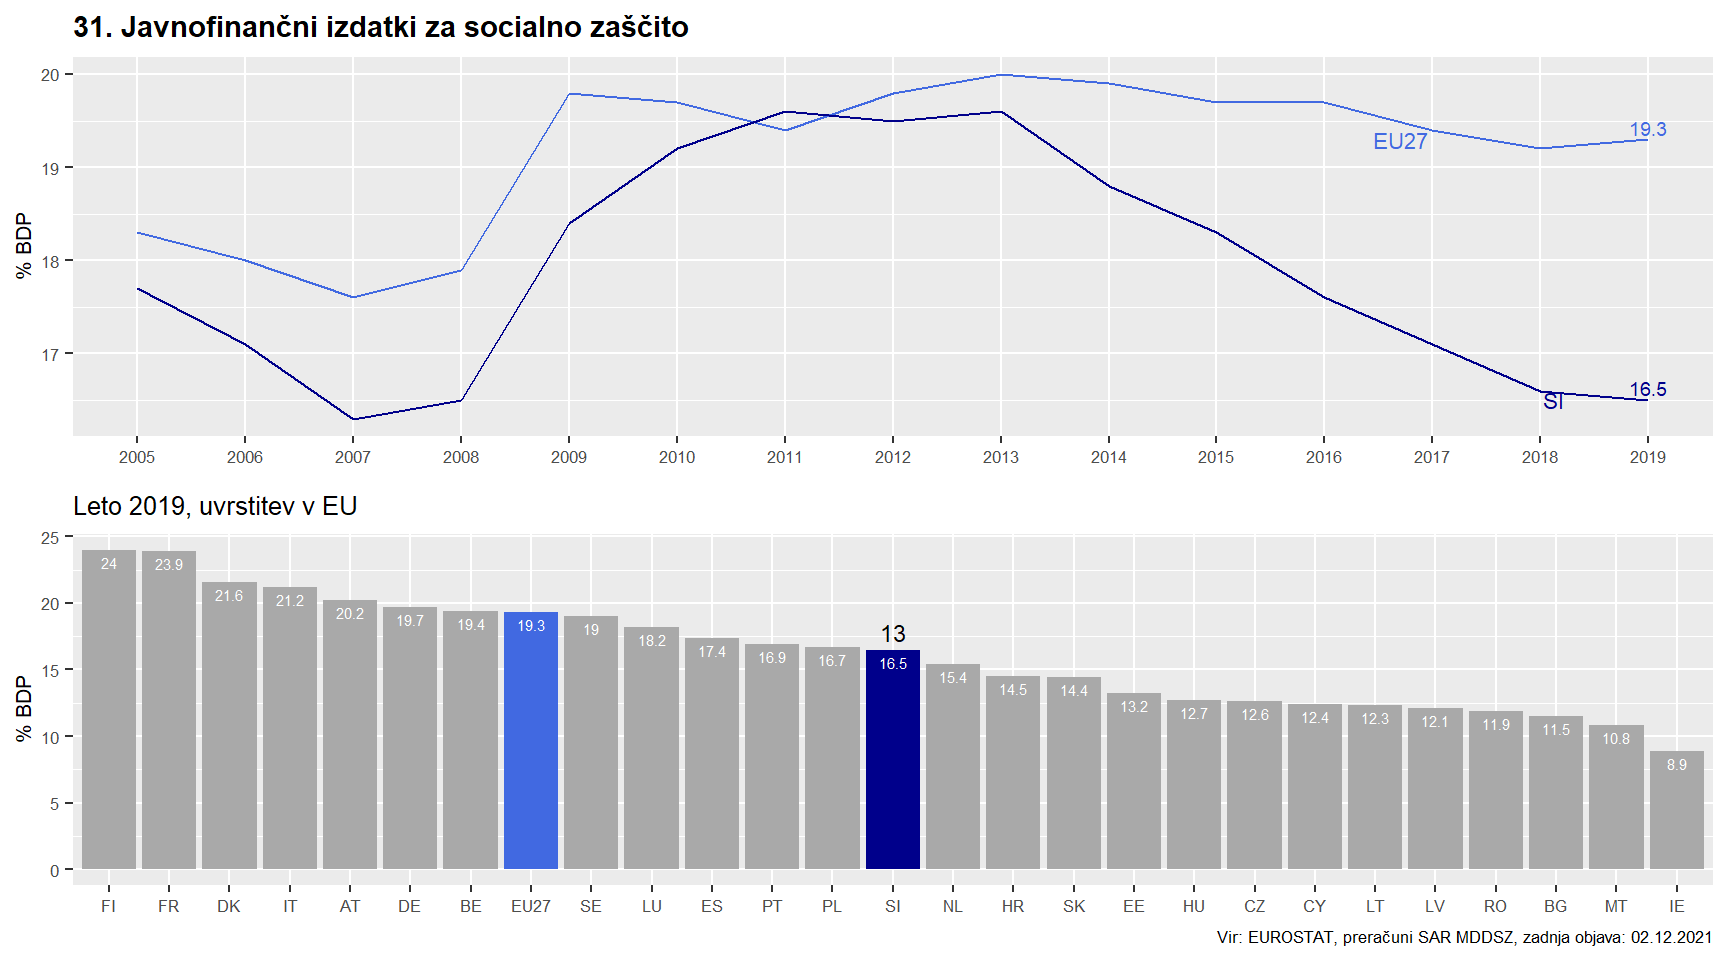 31. Javnofinančni izdatki za socialno zaščito
% BDP
20
19
18
17
EU27
19.3
SI
16.5
2005 2006 2007 2008 2009 2010 2011 2012 2013 2014 2015 2016 2017 2018 2019
Leto 2019, uvrstitev v EU
% BDP
25
20
15
10
5
0
13
24 23.9 21.6 21.2 20.2 19.7 19.4 19.3 19 18.2 17.4 16.9 16.7 16.5 15.4 14.5 14.4 13.2 12.7 12.6 12.4 12.3 12.1 11.9 11.5 10.8 8.9
FI FR DK IT AT DE BE EU27 SE LU ES PT PL SI NL HR SK EE HU CZ CY LT LV RO BG MT IE
Vir: EUROSTAT, preračuni SAR MDDSZ, zadnja objava: 02.12.2021